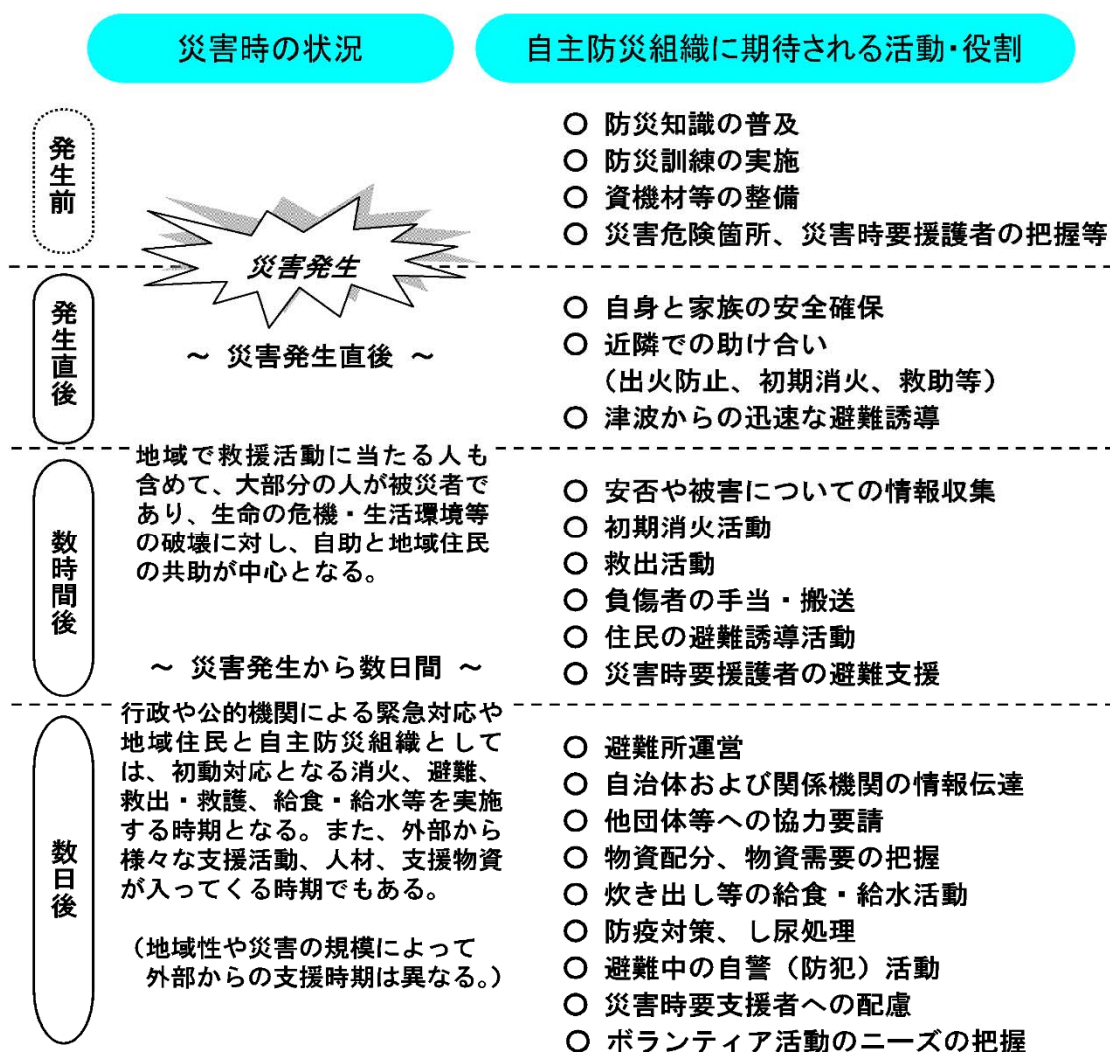 災害時の状況
自主防災組織に期待される活動・役割
発生前
○ 防災知識の普及
○ 防災訓練の実施
○ 資機材等の整備
○ 災害危険箇所、災害時要援護者の把握等
災害発生
発生直後
～ 災害発生直後 ～
○ 自身と家族の安全確保
○ 近隣での助け合い
（出火防止、初期消火、救助等）
○ 津波からの迅速な避難誘導
数時間後
地域で救援活動に当たる人も
含めて、大部分の人が被災者で
あり、生命の危機・生活環境等
の破壊に対し、自助と地域住民
の共助が中心となる。
～ 災害発生から数日間 ～
○ 安否や被害についての情報収集
○ 初期消火活動
○ 救出活動
○ 負傷者の手当・搬送
○ 住民の避難誘導活動
○ 災害時要援護者の避難支援
数日後
行政や公的機関による緊急対応や
地域住民と自主防災組織として
は、初動対応となる消火、避難、
救出・救護、給食・給水等を実施
する時期となる。また、外部から
様々な支援活動、人材、支援物資
が入ってくる時期でもある。
（地域性や災害の規模によって
外部からの支援時期は異なる。）
○ 避難所運営
○ 自治体および関係機関の情報伝達
○ 他団体等への協力要請
○ 物資配分、物資需要の把握
○ 炊き出し等の給食・給水活動
○ 防疫対策、し尿処理
○ 避難中の自警（防犯）活動
○ 災害時要支援者への配慮
○ ボランティア活動のニーズの把握